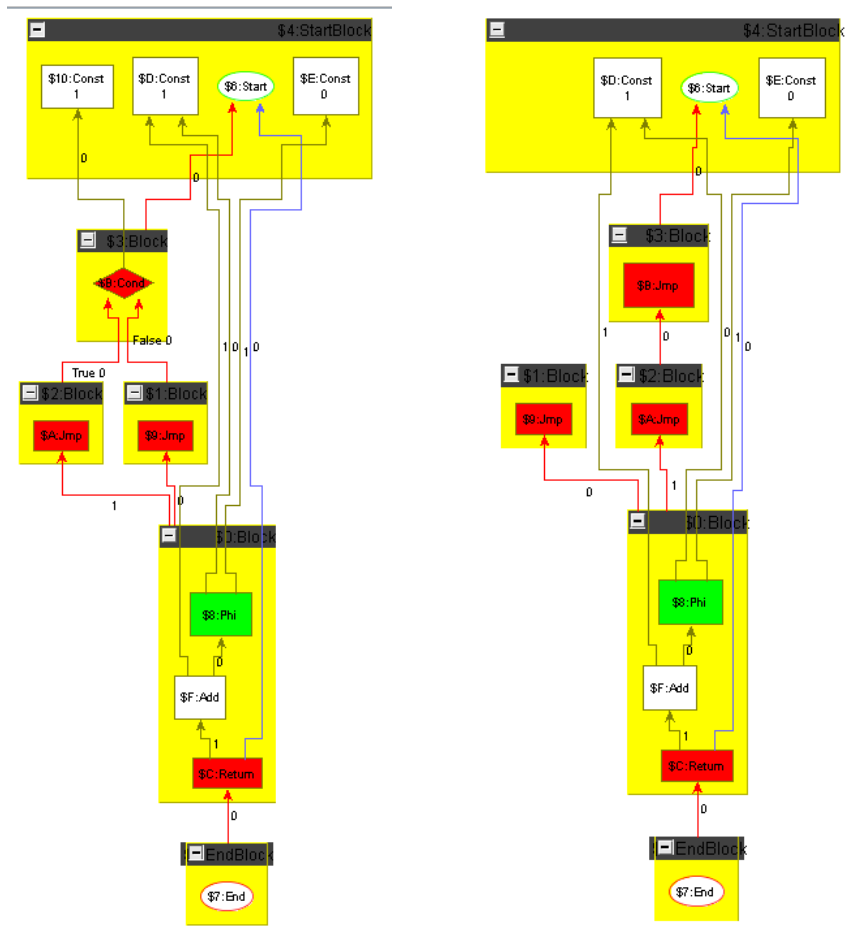 $4:StartBlock
$10:Const
1
$D:Const
1
$6:Start
$E:Const
0
0
0
$3:Block
$B:Cond
False 0
True 0
1
0
1
0
$2:Block
$1:Block
$A:Jmp
$9:Jmp
1
0
$0:Block
$8:Phi
0
$F:Add
1
$C:Return
0
EndBlock
$7:End
$4:StartBlock
$D:Const
1
$6:Start
$E:Const
0
0
$3:Block
$B:Jmp
1
0
0
1
0
$1:Block
$2:Block
$9:Jmp
$A:Jmp
0
1
$0:Block
$8:Phi
0
$F:Add
1
$C:Return
0
EndBlock
$7:End